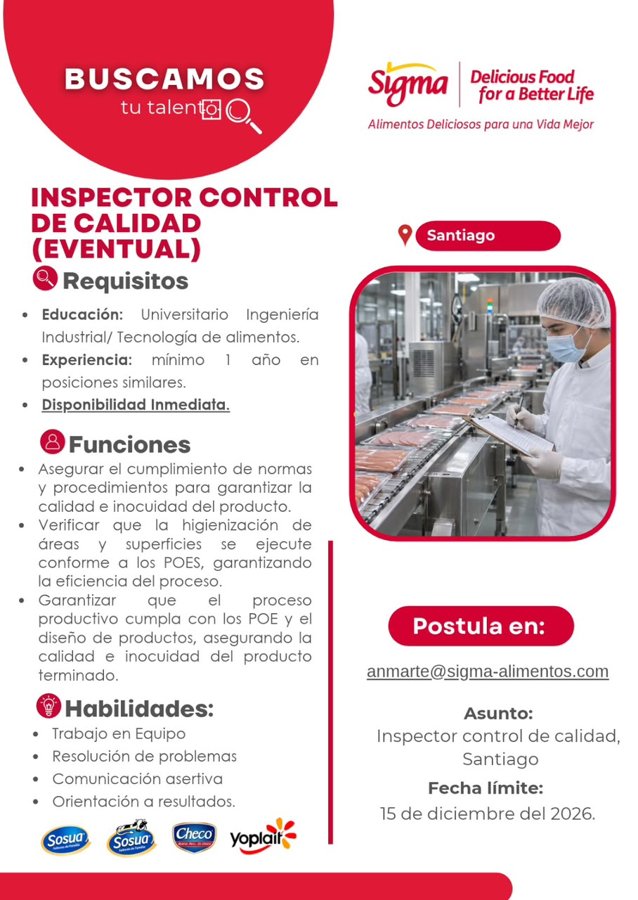 BUSCAMOS
tu talento
Sigma
Delicious Food
for a Better Life
Alimentos Deliciosos para una Vida Mejor
INSPECTOR CONTROL
DE CALIDAD
(EVENTUAL)
Santiago
Requisitos
• Educación: Universitario Ingeniería
Industrial/ Tecnología de alimentos.
• Experiencia: mínimo 1 año en
posiciones similares.
• Disponibilidad Inmediata.
Funciones
• Asegurar el cumplimiento de normas
y procedimientos para garantizar la
calidad e inocuidad del producto.
• Verificar que la higienización de
áreas y superficies se ejecute
conforme a los POES, garantizando
la eficiencia del proceso.
• Garantizar que el proceso
productivo cumpla con los POE y el
diseño de productos, asegurando la
calidad e inocuidad del producto
terminado.
Habilidades:
• Trabajo en Equipo
• Resolución de problemas
• Comunicación asertiva
• Orientación a resultados.
Sosua
Sosua
Checo
yoplait
Postula en:
anmarte@sigma-alimentos.com
Asunto:
Inspector control de calidad,
Santiago
Fecha límite:
15 de diciembre del 2026.